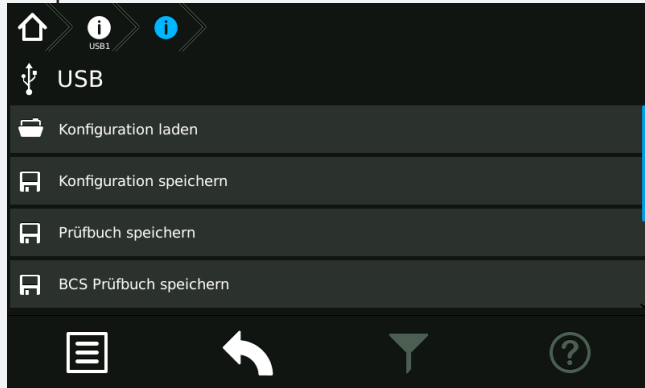 USB1
USB
Konfiguration laden
Konfiguration speichern
Prüfbuch speichern
BCS Prüfbuch speichern